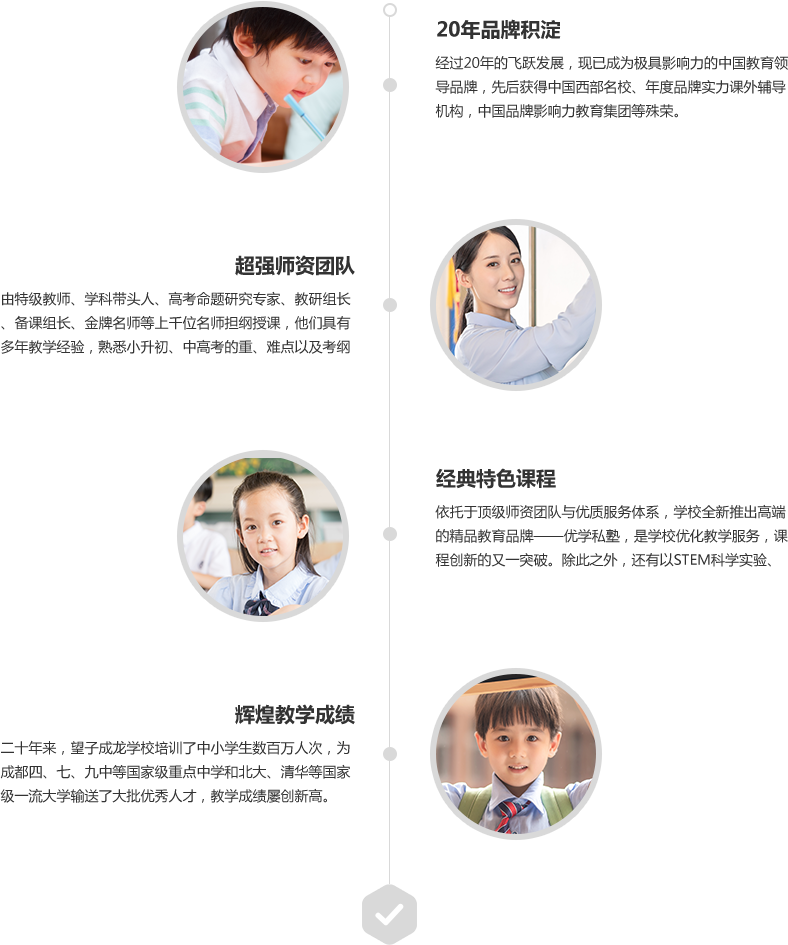 20年品牌积淀
经过20年的飞跃发展，现已成为极具影响力的中国教育领
导品牌，先后获得中国西部名校、年度品牌实力课外辅导
机构，中国品牌影响力教育集团等殊荣。
超强师资团队
由特级教师、学科带头人、高考命题研究专家、教研组长
、备课组长、金牌名师等上千位名师担纲授课，他们具有
多年教学经验，熟悉小升初、中高考的重、难点以及考纲
经典特色课程
依托于顶级师资团队与优质服务体系，学校全新推出高端
的精品教育品牌——优学私塾，是学校优化教学服务，课
程创新的又一突破。除此之外，还有以STEM科学实验、
辉煌教学成绩
二十年来，望子成龙学校培训了中小学生数百万人次，为
成都四、七、九中等国家级重点中学和北大、清华等国家
级一流大学输送了大批优秀人才，教学成绩屡创新高。